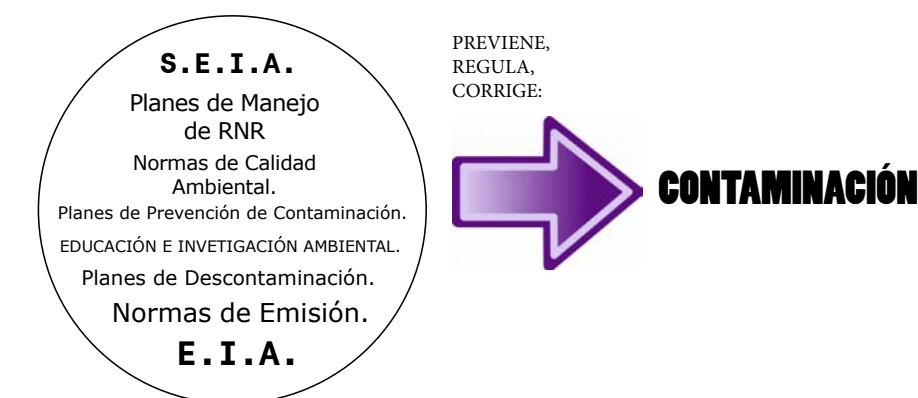 S.E.I.A.
Planes de Manejo
de RNR
Normas de Calidad
Ambiental.
Planes de Prevención de Contaminación.
EDUCACIÓN E INVETIGACIÓN AMBIENTAL.
Planes de Descontaminación.
Normas de Emisión.
E.I.A.
PREVIENE,
REGULA,
CORRIGE:
CONTAMINACIÓN